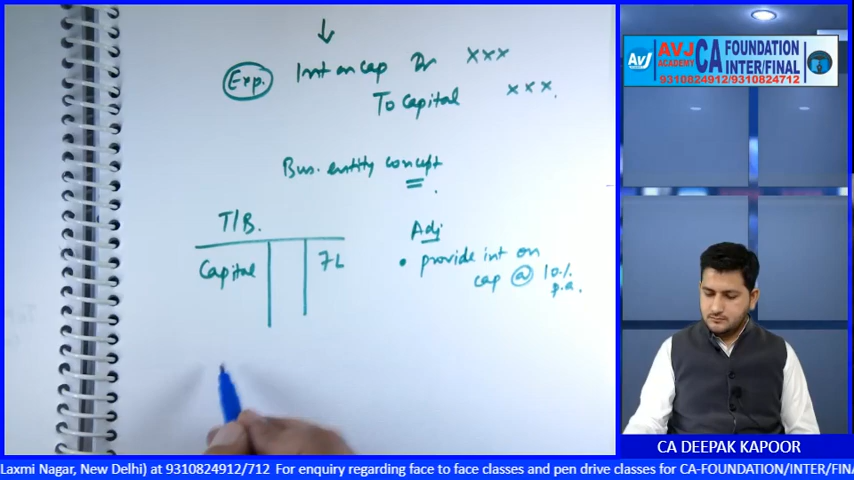 Exp. Int on cap Dr xxx
To Capital xxx.
Bus. entity concept.
T/B.
Capital 7L
Adj
• provide int on
cap @ 10%
p.a.
AVJ
ACADEMY
CA
FOUNDATION
INTER/FINAL
9310824912/9310824712
CA DEEPAK KAPOOR
Laxmi Nagar, New Delhi) at 9310824912/712 For enquiry regarding face to face classes and pen drive classes for CA-FOUNDATION/INTER/FINA